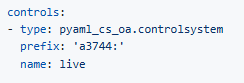 controls:
- type: pyaml_cs_oa.controlsystem
  prefix: 'a3744:'
  name: live